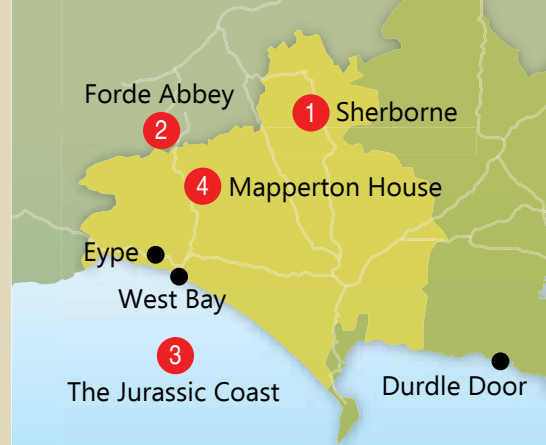 Forde Abbey
2
1 Sherborne
4 Mapperton House
Eype
West Bay
3
The Jurassic Coast
Durdle Door